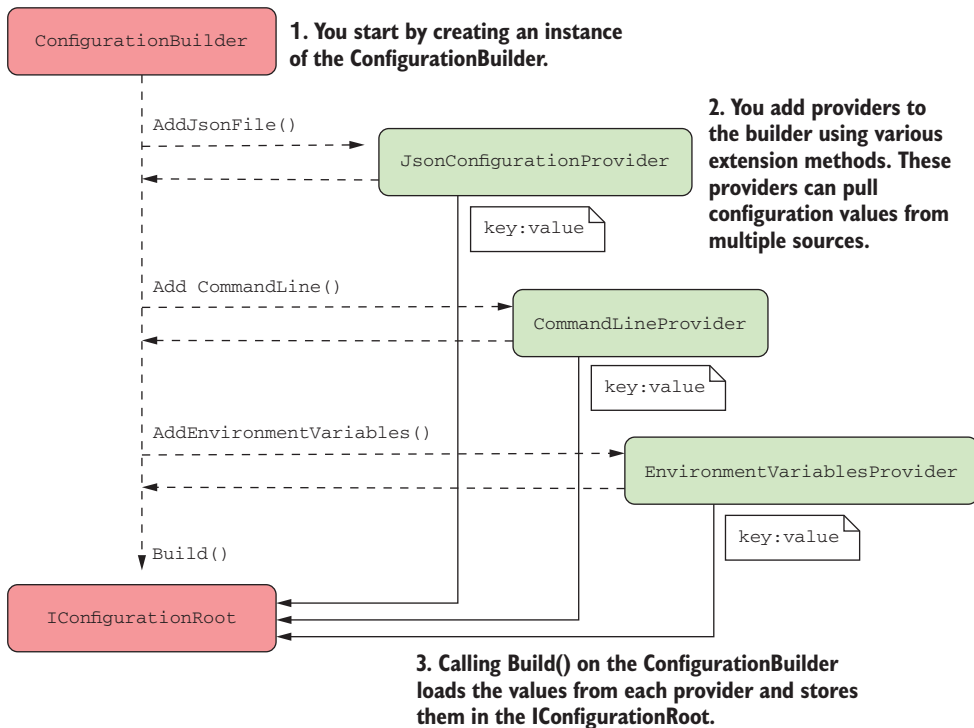 ConfigurationBuilder
1. You start by creating an instance
of the ConfigurationBuilder.
AddJsonFile()
JsonConfigurationProvider
key:value
2. You add providers to
the builder using various
extension methods. These
providers can pull
configuration values from
multiple sources.
Add CommandLine()
CommandLineProvider
key:value
AddEnvironmentVariables()
EnvironmentVariablesProvider
key:value
Build()
IConfigurationRoot
3. Calling Build() on the ConfigurationBuilder
loads the values from each provider and stores
them in the IConfigurationRoot.